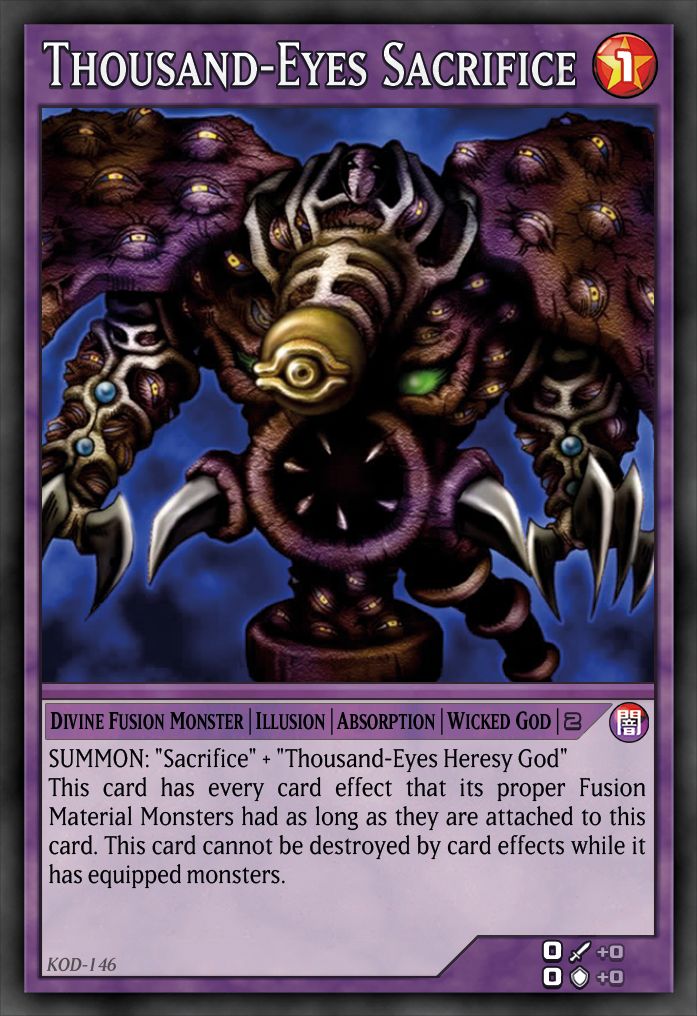 THOUSAND-EYES SACRIFICE 1
DIVINE FUSION MONSTER | ILLUSION | ABSORPTION | WICKED GOD | 2 闇
SUMMON: "Sacrifice" + "Thousand-Eyes Heresy God"
This card has every card effect that its proper Fusion
Material Monsters had as long as they are attached to this
card. This card cannot be destroyed by card effects while it
has equipped monsters.
KOD-146
0 +0
0 +0